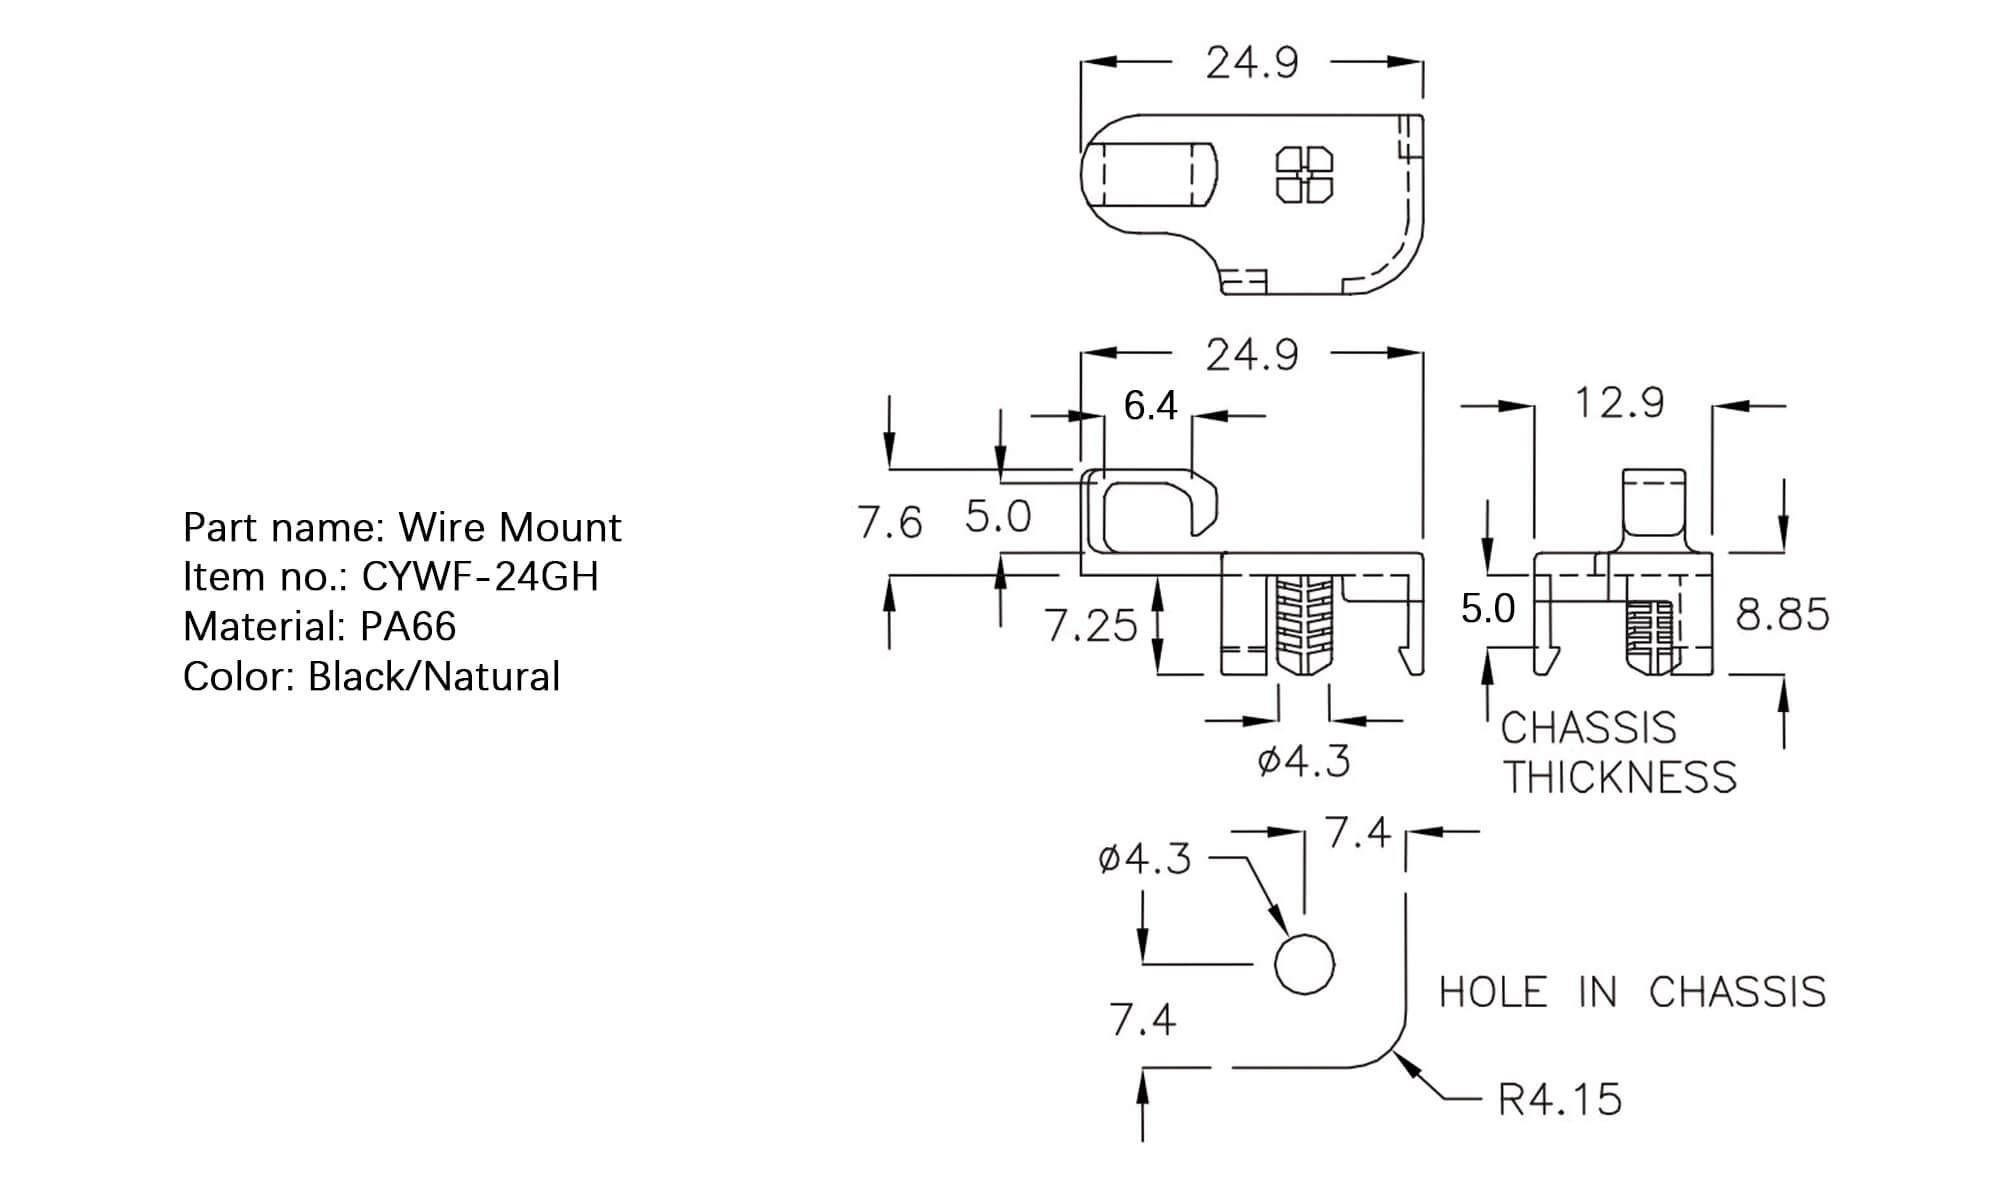 24.9
24.9
6.4
12.9
7.6
5.0
Part name: Wire Mount
Item no.: CYWF-24GH
Material: PA66
Color: Black/Natural
7.25
5.0
8.85
ø4.3
CHASSIS
THICKNESS
ø4.3
7.4
7.4
HOLE IN CHASSIS
R4.15